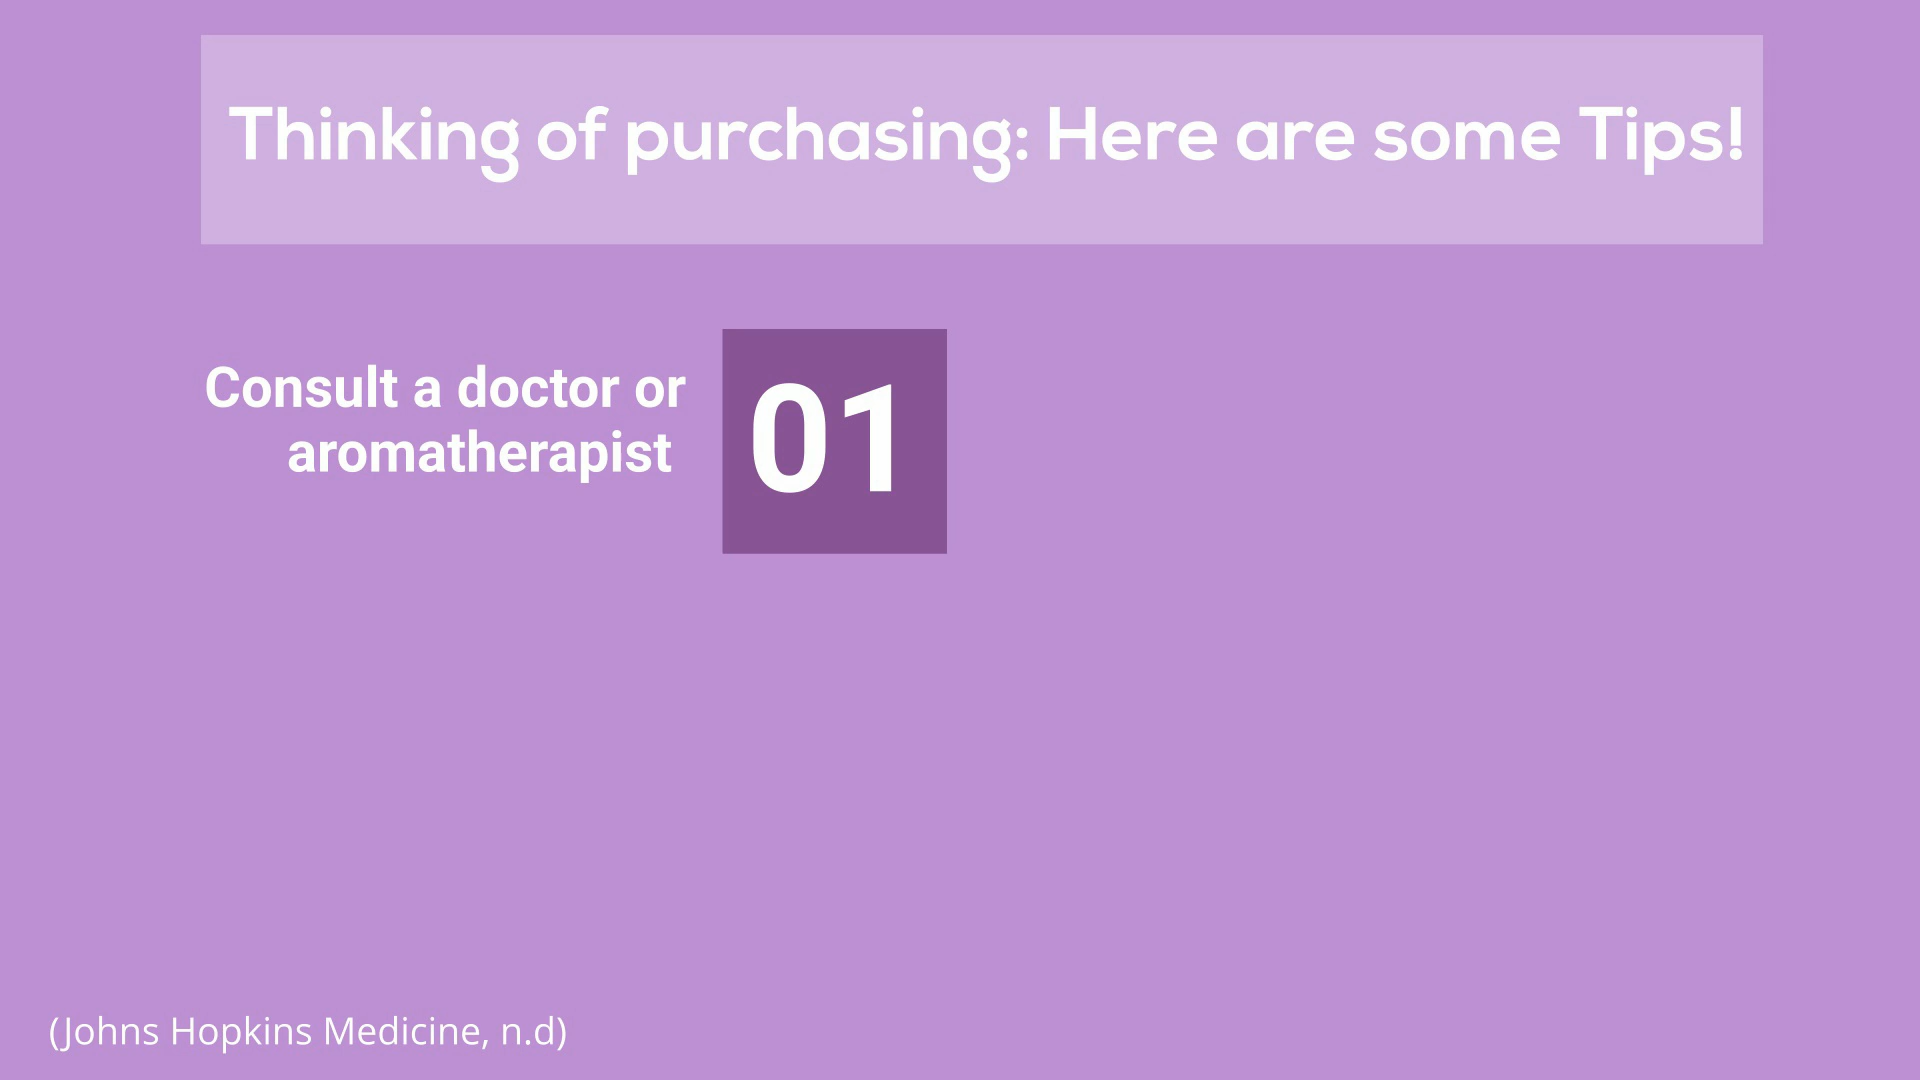 Thinking of purchasing: Here are some Tips!
Consult a doctor or
aromatherapist
01
(Johns Hopkins Medicine, n.d)